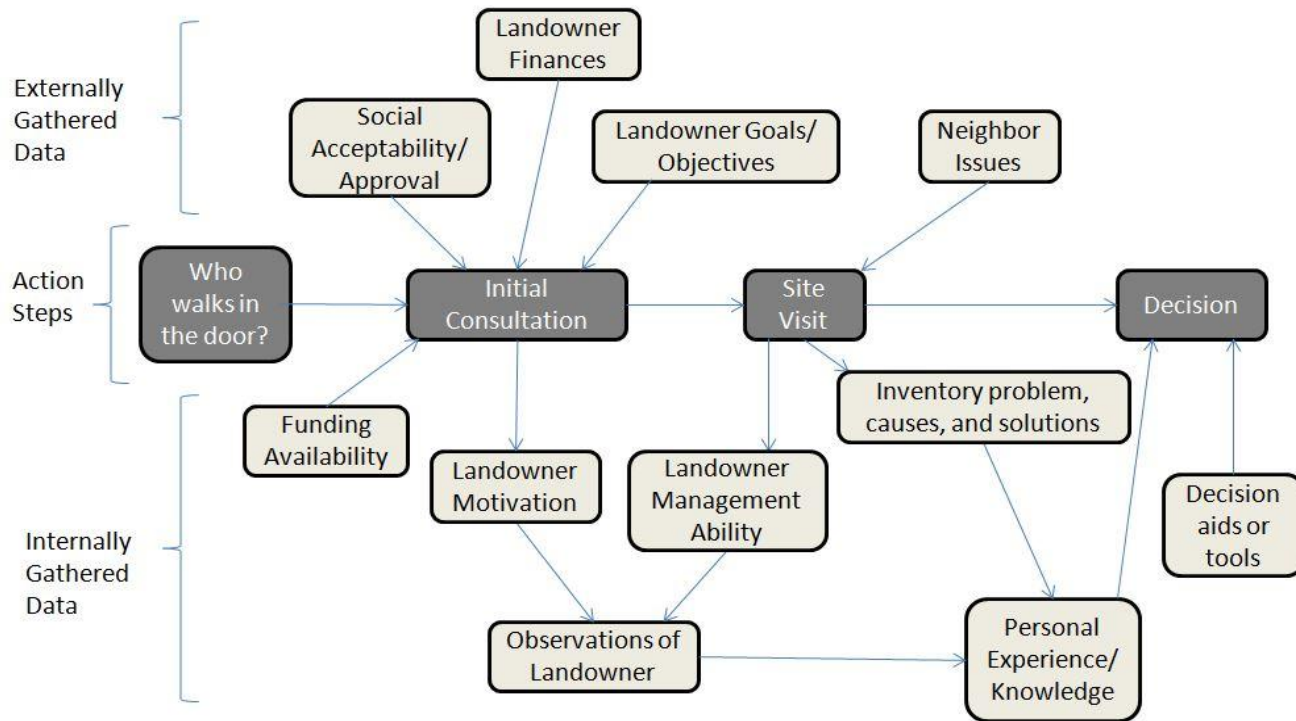 Externally
Gathered
Data
Landowner
Finances
Social
Acceptability/
Approval
Landowner Goals/
Objectives
Neighbor
Issues
Action
Steps
Who
walks in
the door?
Initial
Consultation
Site
Visit
Decision
Internally
Gathered
Data
Funding
Availability
Landowner
Motivation
Landowner
Management
Ability
Inventory problem,
causes, and solutions
Decision
aids or
tools
Observations of
Landowner
Personal
Experience/
Knowledge